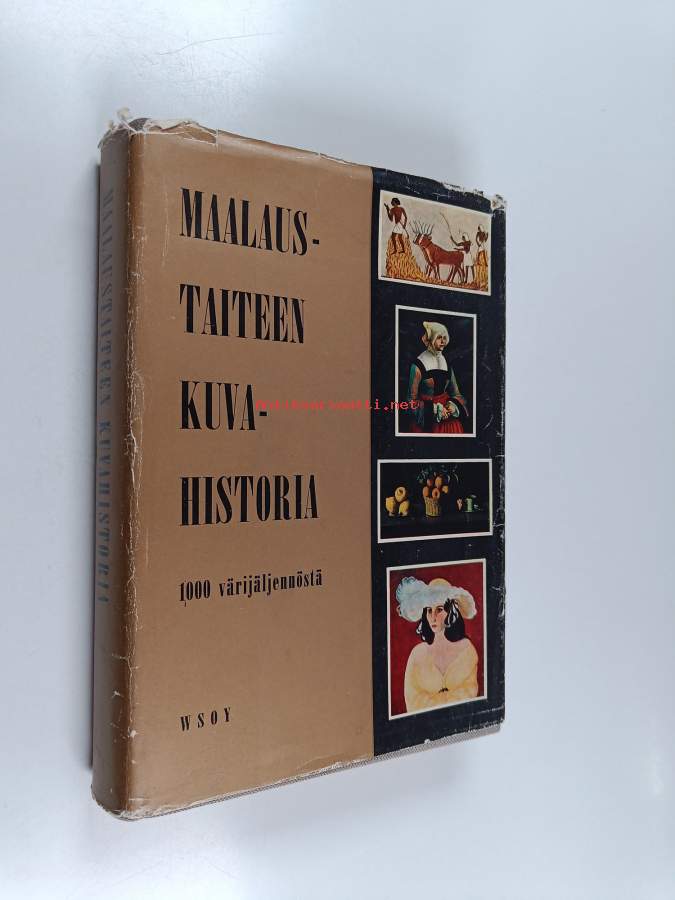 MAALAUS-
TAITEEN
KUVA-
HISTORIA
1000 värijäljennöstä
WSOY
MAALAUSTAITEEN KUVAHISTORIA